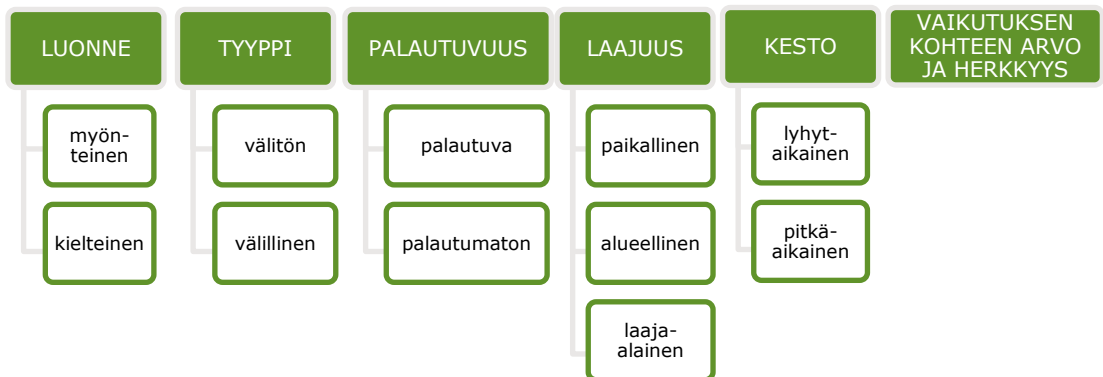 LUONNE
myön-
teinen
kielteinen
TYYPPI
välitön
välillinen
PALAUTUVUUS
palautuva
palautumaton
LAAJUUS
paikallinen
alueellinen
laaja-
alainen
KESTO
lyhyt-
aikainen
pitkä-
aikainen
VAIKUTUKSEN
KOHTEEN ARVO
JA HERKKYYS